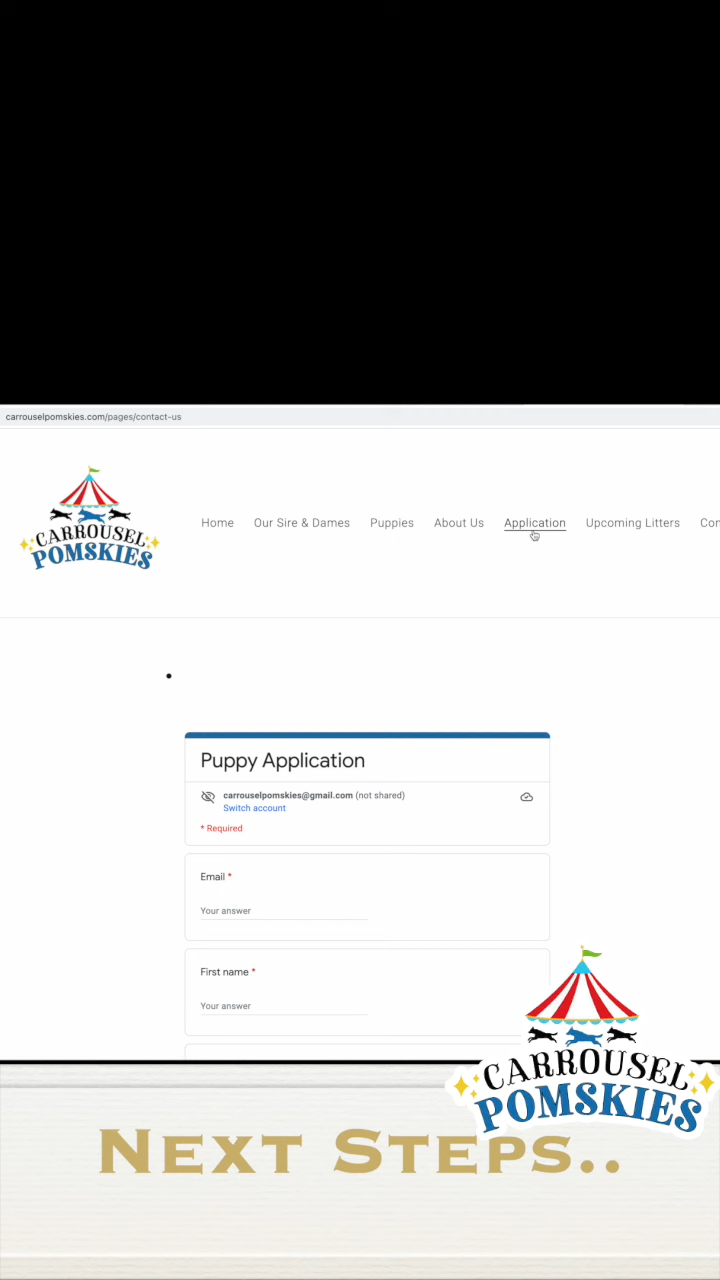 carrouselpomskies.com/pages/contact-us
CARROUSEL
POMSKIES
Home Our Sire & Dames Puppies About Us Application Upcoming Litters Con
Puppy Application
carrouselpomskies@gmail.com (not shared)
Switch account
* Required
Email *
Your answer
First name *
Your answer
CARROUSEL
POMSKIES
NEXT STEPS..